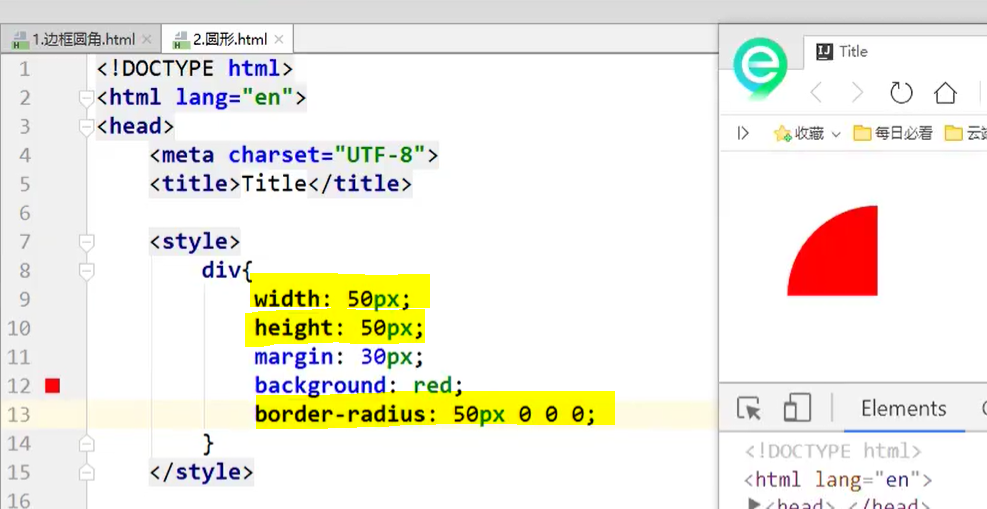 1.边框圆角.html
2.圆形.html
1 <!DOCTYPE html>
2 <html lang="en">
3 <head>
4 <meta charset="UTF-8">
5 <title>Title</title>
6
7 <style>
8 div{
9 width: 50px;
10 height: 50px;
11 margin: 30px;
12 background: red;
13 border-radius: 50px 0 0 0;
14 }
15 </style>
16
Title
收藏 每日必看
Elements
<!DOCTYPE html>
<html lang="en">
▶<head> </head>